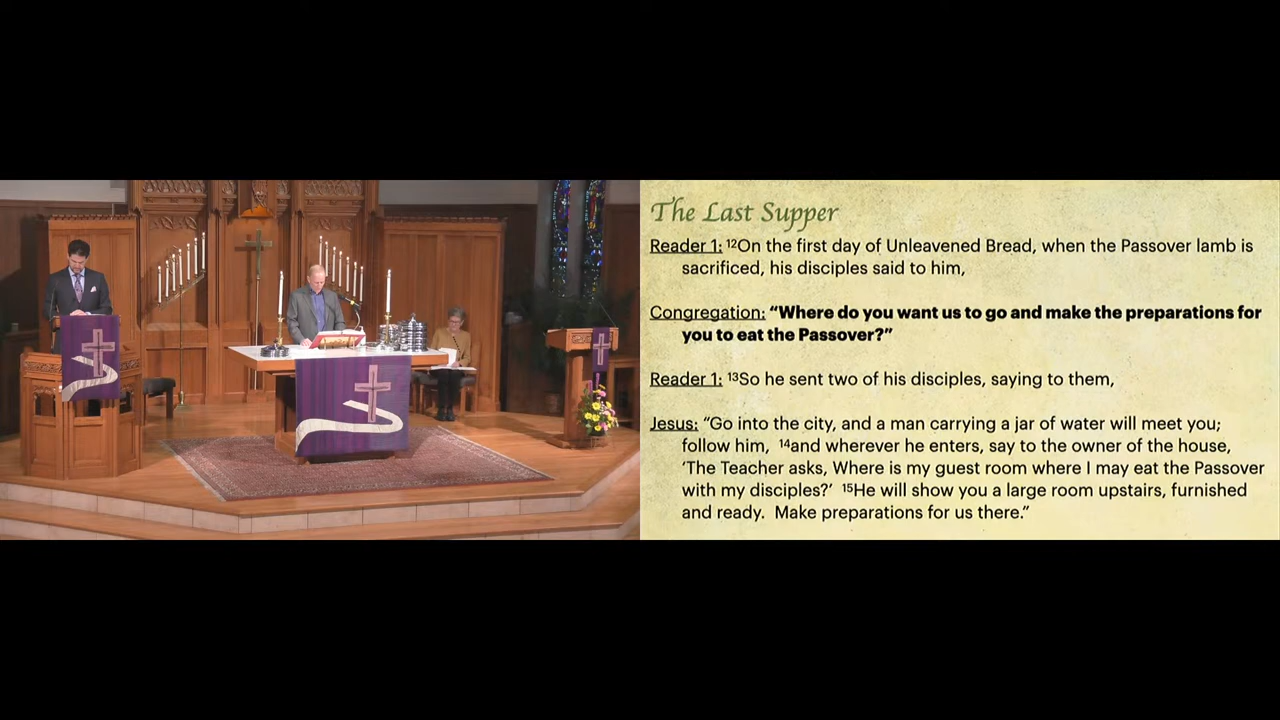 The Last Supper
Reader 1: ¹²On the first day of Unleavened Bread, when the Passover lamb is
sacrificed, his disciples said to him,
Congregation: “Where do you want us to go and make the preparations for
you to eat the Passover?”
Reader 1: ¹³So he sent two of his disciples, saying to them,
Jesus: “Go into the city, and a man carrying a jar of water will meet you;
follow him, ¹⁴and wherever he enters, say to the owner of the house,
‘The Teacher asks, Where is my guest room where I may eat the Passover
with my disciples?’ ¹⁵He will show you a large room upstairs, furnished
and ready. Make preparations for us there.”